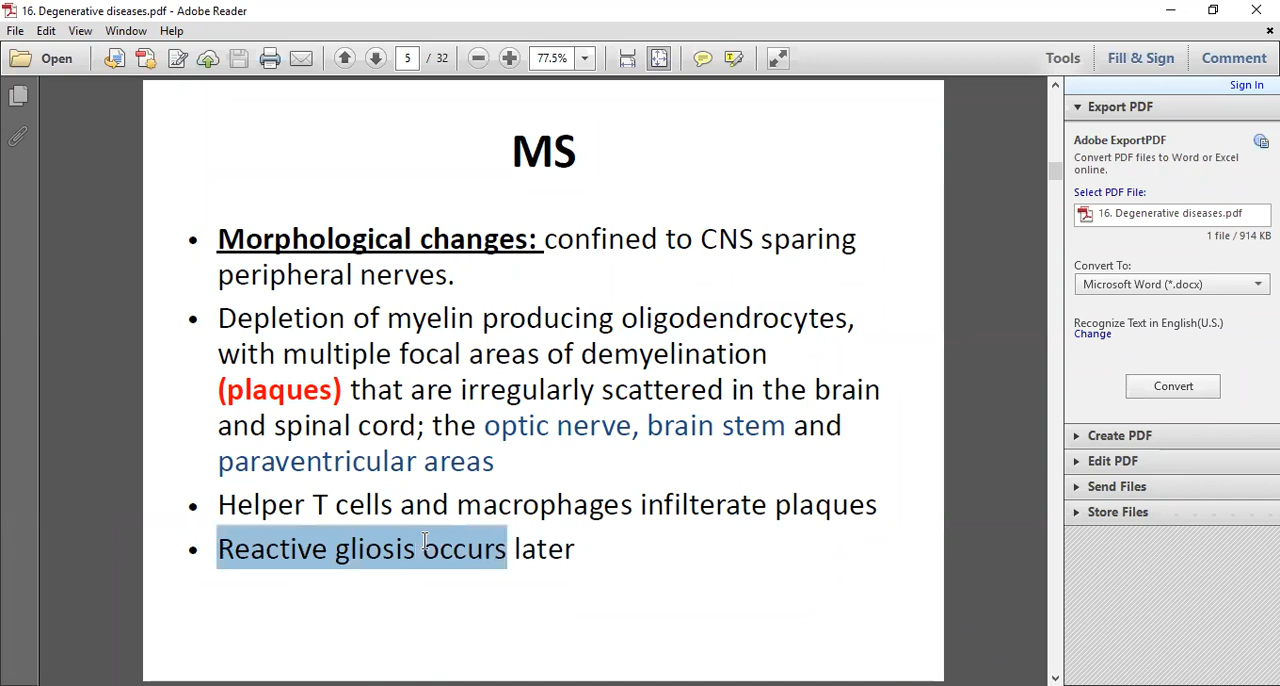 16. Degenerative diseases.pdf - Adobe Reader
File Edit View Window Help
Open 5 / 32 77.5% Tools Fill & Sign Comment
Sign In
Export PDF
Adobe ExportPDF
Convert PDF files to Word or Excel
online.
Select PDF File:
16. Degenerative diseases.pdf
1 file / 914 KB
Convert To:
Microsoft Word (*.docx)
Recognize Text in English(U.S.)
Change
Convert
Create PDF
Edit PDF
Send Files
Store Files
MS
• Morphological changes: confined to CNS sparing
peripheral nerves.
• Depletion of myelin producing oligodendrocytes,
with multiple focal areas of demyelination
(plaques) that are irregularly scattered in the brain
and spinal cord; the optic nerve, brain stem and
paraventricular areas
• Helper T cells and macrophages infilterate plaques
• Reactive gliosis occurs later